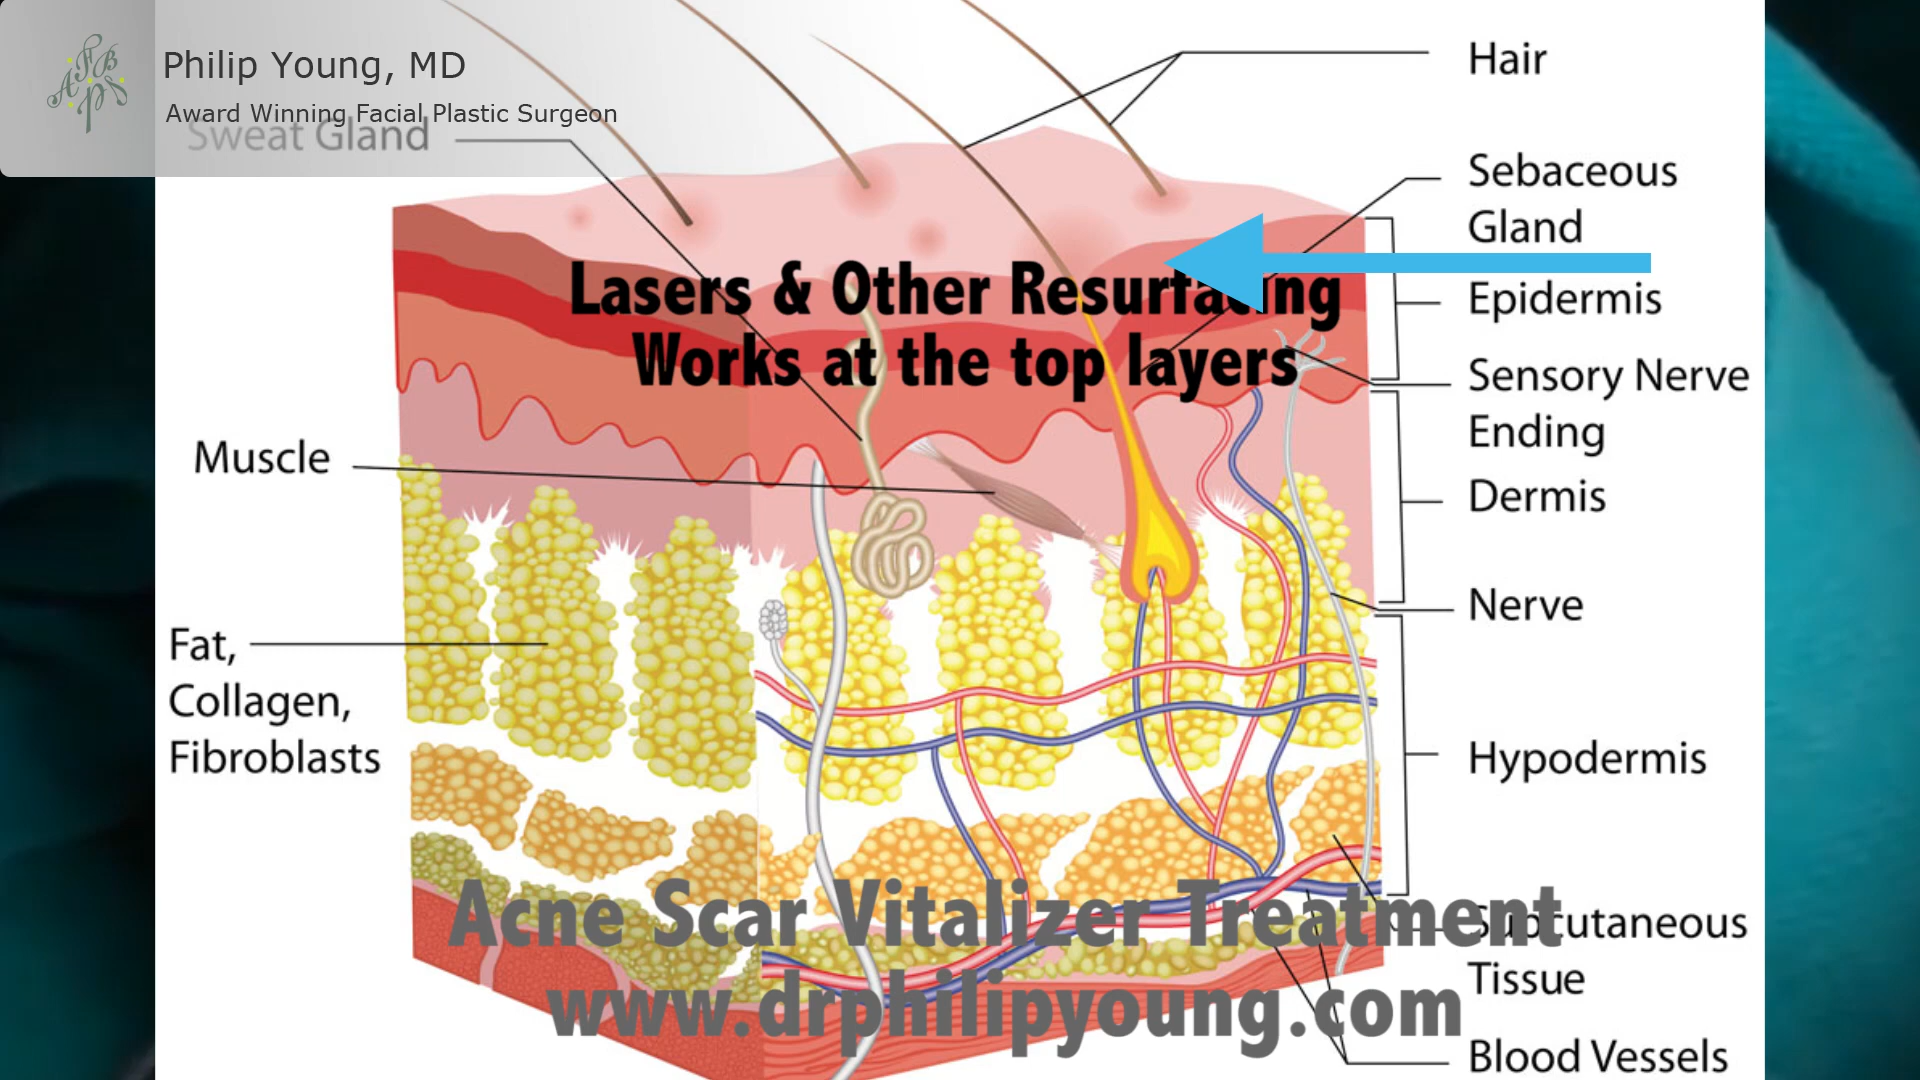 Philip Young, MD
Award Winning Facial Plastic Surgeon
Sweat Gland
Hair
Sebaceous
Gland
Lasers & Other Resurfacing
Works at the top layers
Epidermis
Sensory Nerve
Ending
Muscle
Dermis
Nerve
Fat,
Collagen,
Fibroblasts
Hypodermis
Acne Scar Vitalizer Treatment
www.drphilipyoung.com
Subcutaneous
Tissue
Blood Vessels